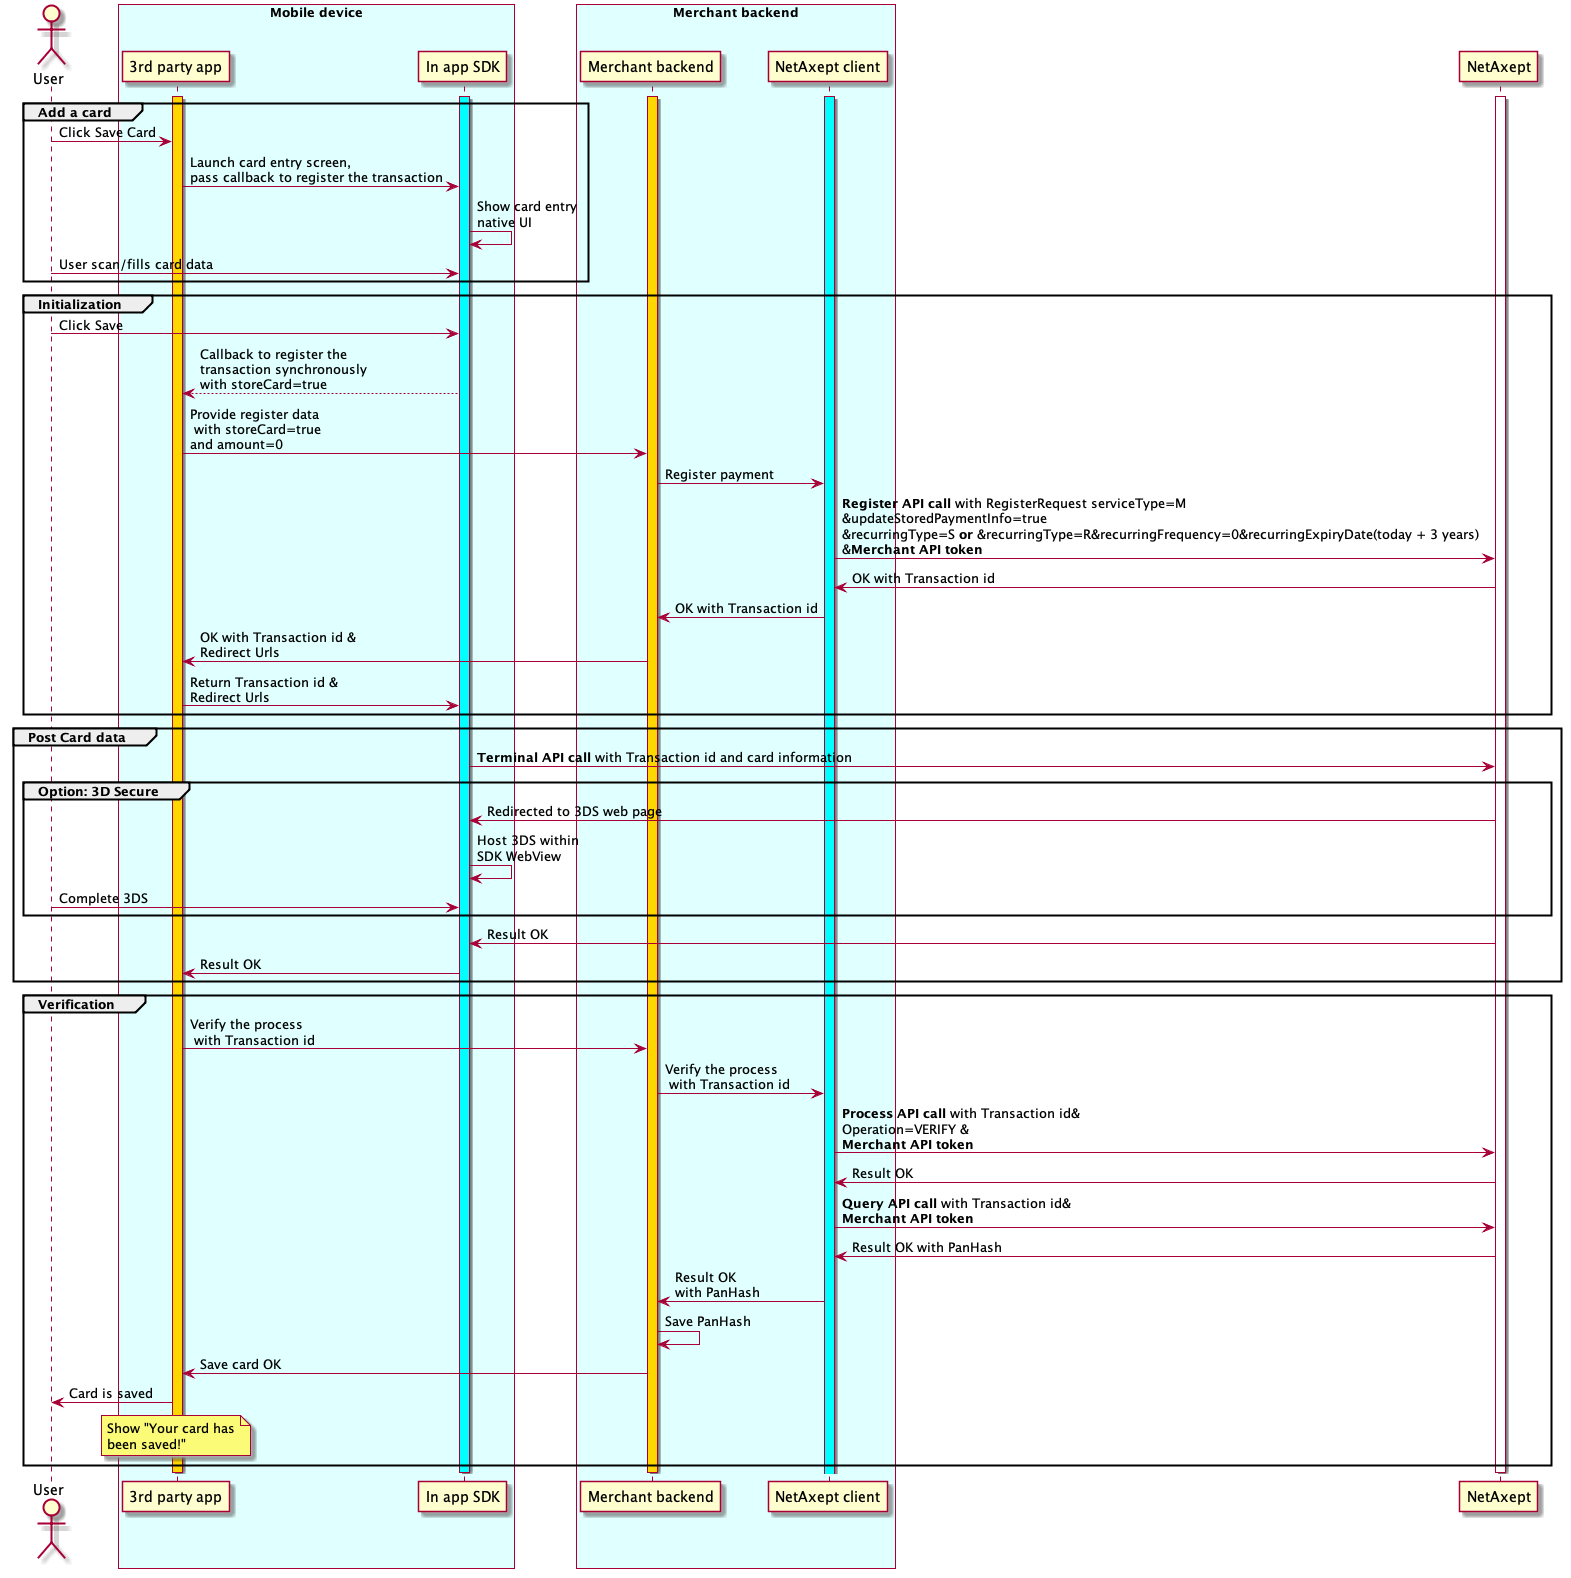 Mobile device
Merchant backend
User
3rd party app
In app SDK
Merchant backend
NetAxept client
NetAxept
Add a card
Click Save Card
Launch card entry screen,
pass callback to register the transaction
Show card entry
native UI
User scan/fills card data
Initialization
Click Save
Callback to register the
transaction synchronously
with storeCard=true
Provide register data
with storeCard=true
and amount=0
Register payment
Register API call with RegisterRequest serviceType=M
&updateStoredPaymentInfo=true
&recurringType=S or &recurringType=R&recurringFrequency=0&recurringExpiryDate(today + 3 years)
&Merchant API token
OK with Transaction id
OK with Transaction id
OK with Transaction id &
Redirect Urls
Return Transaction id &
Redirect Urls
Post Card data
Terminal API call with Transaction id and card information
Option: 3D Secure
Redirected to 3DS web page
Host 3DS within
SDK WebView
Complete 3DS
Result OK
Result OK
Verification
Verify the process
with Transaction id
Verify the process
with Transaction id
Process API call with Transaction id&
Operation=VERIFY &
Merchant API token
Result OK
Query API call with Transaction id&
Merchant API token
Result OK with PanHash
Result OK
with PanHash
Save PanHash
Save card OK
Card is saved
Show "Your card has
been saved!"
User
3rd party app
In app SDK
Merchant backend
NetAxept client
NetAxept